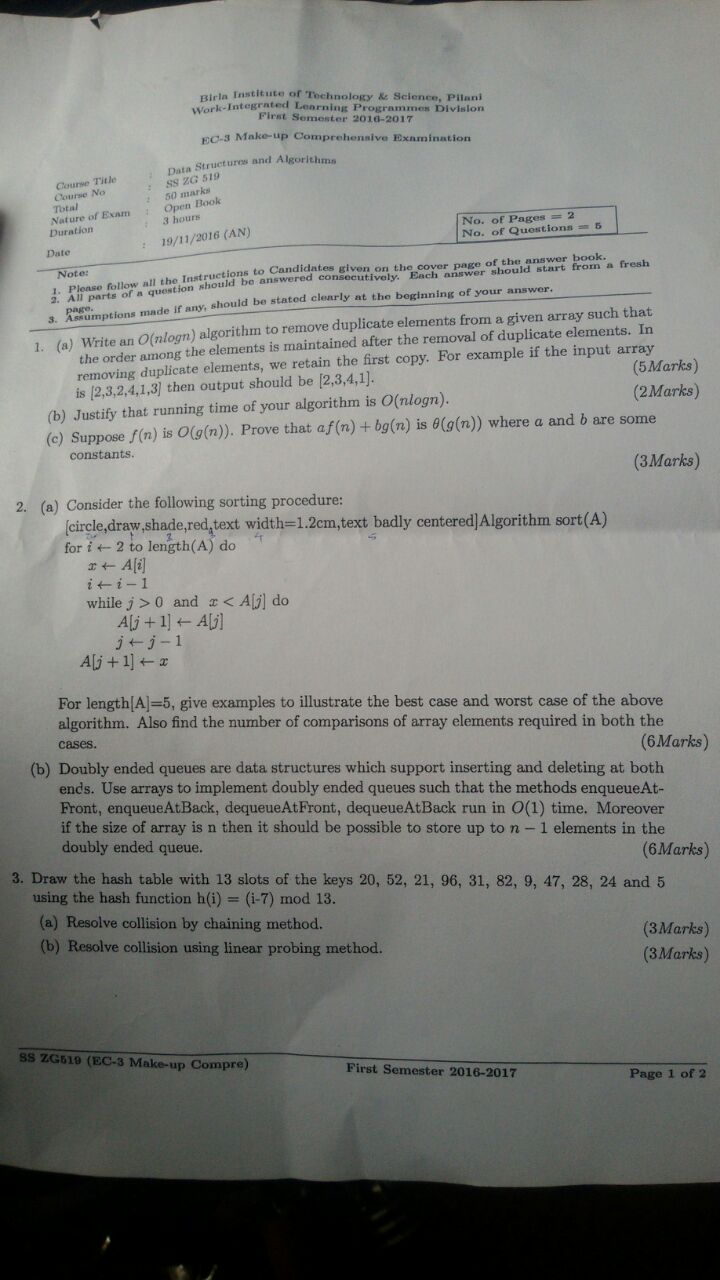 Birla Institute of Technology & Science, Pilani
Work-Integrated Learning Programmes Division
First Semester 2016-2017
EC-3 Make-up Comprehensive Examination
Course Title : Data Structures and Algorithms
Course No : SS ZG 519
Total : 50 marks
Nature of Exam : Open Book
Duration : 3 hours
Date : 19/11/2016 (AN)
No. of Pages = 2
No. of Questions = 5
Note:
1. Please follow all the Instructions to Candidates given on the cover page of the answer book.
2. All parts of a question should be answered consecutively. Each answer should start from a fresh
page.
3. Assumptions made if any, should be stated clearly at the beginning of your answer.
1. (a) Write an O(nlogn) algorithm to remove duplicate elements from a given array such that
the order among the elements is maintained after the removal of duplicate elements. In
removing duplicate elements, we retain the first copy. For example if the input array
is [2,3,2,4,1,3] then output should be [2,3,4,1]. (5Marks)
(b) Justify that running time of your algorithm is O(nlogn). (2Marks)
(c) Suppose f(n) is O(g(n)). Prove that af(n) + bg(n) is θ(g(n)) where a and b are some
constants. (3Marks)
2. (a) Consider the following sorting procedure:
[circle,draw,shade,red,text width=1.2cm,text badly centered]Algorithm sort(A)
for i ← 2 to length(A) do
x ← A[i]
i ← i − 1
while j > 0 and x < A[j] do
A[j + 1] ← A[j]
j ← j − 1
A[j + 1] ← x
For length[A]=5, give examples to illustrate the best case and worst case of the above
algorithm. Also find the number of comparisons of array elements required in both the
cases. (6Marks)
(b) Doubly ended queues are data structures which support inserting and deleting at both
ends. Use arrays to implement doubly ended queues such that the methods enqueueAt-
Front, enqueueAtBack, dequeueAtFront, dequeueAtBack run in O(1) time. Moreover
if the size of array is n then it should be possible to store up to n − 1 elements in the
doubly ended queue. (6Marks)
3. Draw the hash table with 13 slots of the keys 20, 52, 21, 96, 31, 82, 9, 47, 28, 24 and 5
using the hash function h(i) = (i-7) mod 13.
(a) Resolve collision by chaining method. (3Marks)
(b) Resolve collision using linear probing method. (3Marks)
SS ZG519 (EC-3 Make-up Compre) First Semester 2016-2017 Page 1 of 2